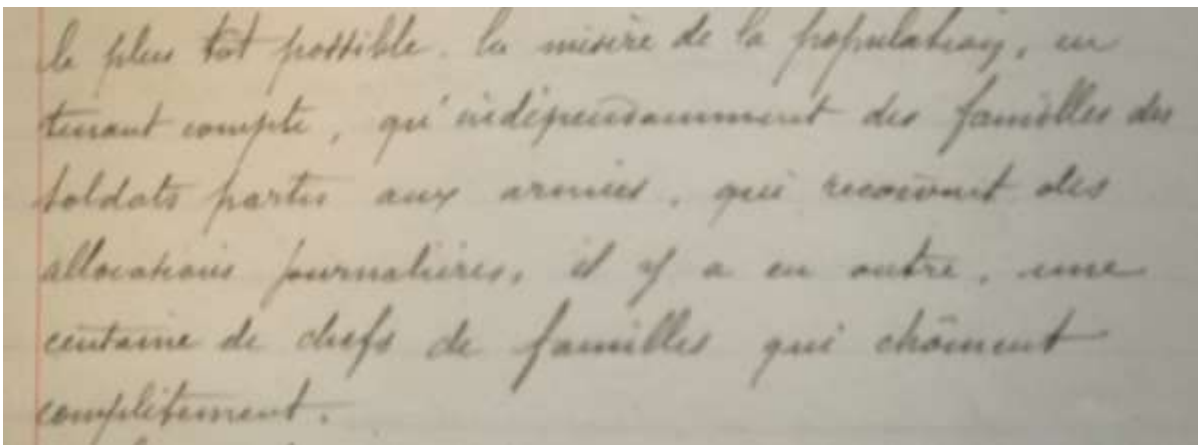 le plus tôt possible. la misère de la population, en
tenant compte, qu'indépendamment des familles des
soldats partis aux armées, qui recoivent des
allocations journalières, il y a en outre, une
centaine de chefs de familles qui chôment
complètement.